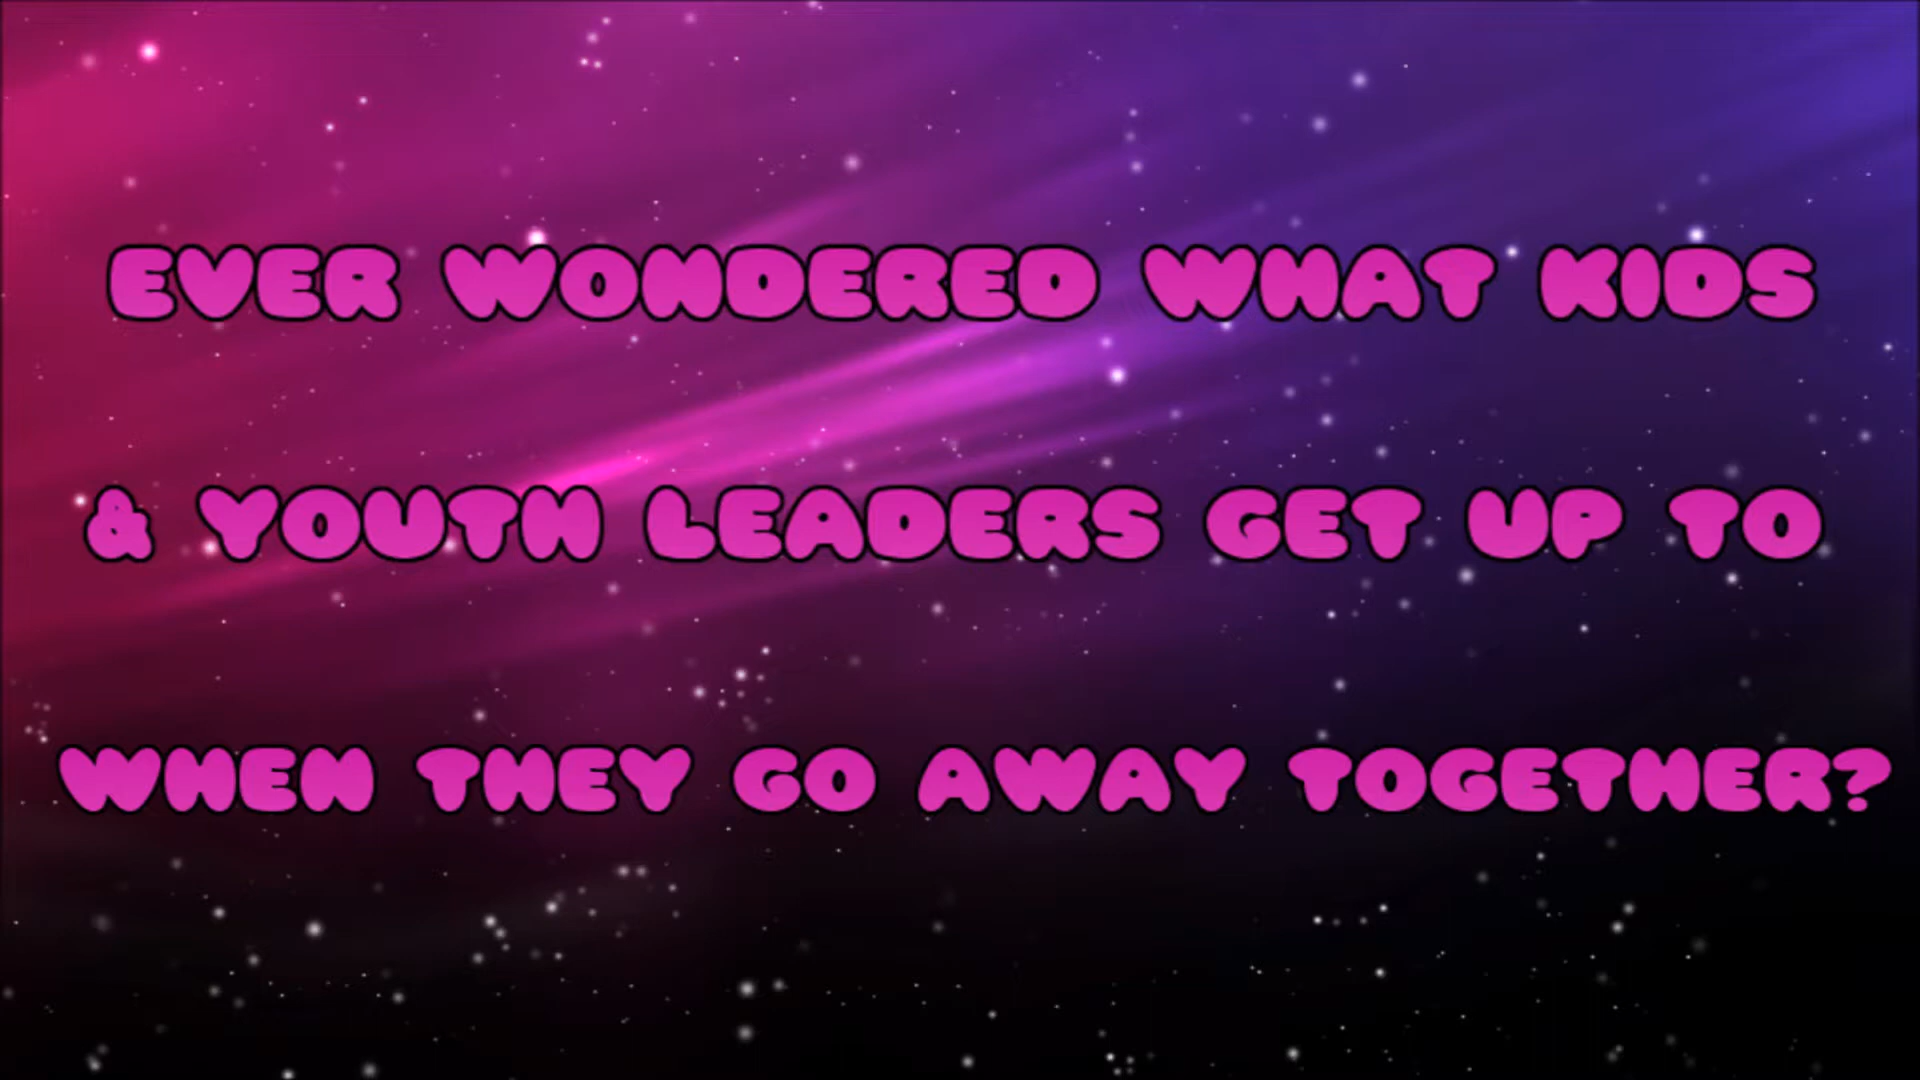 EVER WONDERED WHAT KIDS
& YOUTH LEADERS GET UP TO
WHEN THEY GO AWAY TOGETHER?